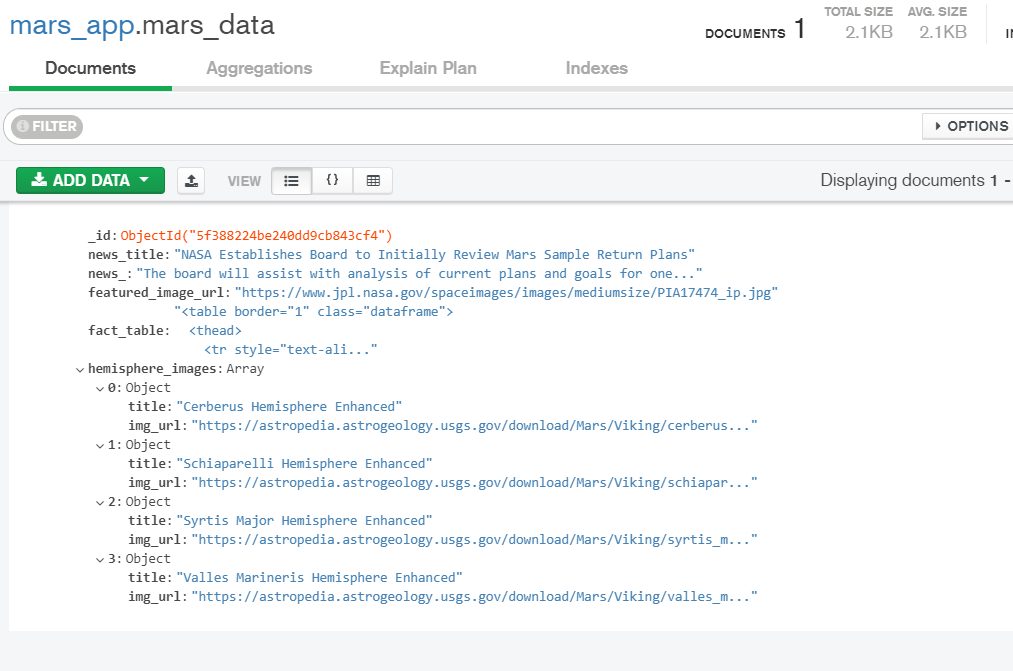 mars_app.mars_data
DOCUMENTS 1 TOTAL SIZE 2.1KB AVG. SIZE 2.1KB
Documents Aggregations Explain Plan Indexes
FILTER OPTIONS
ADD DATA VIEW {} Displaying documents 1 -
_id: ObjectId("5f388224be240dd9cb843cf4")
news_title: "NASA Establishes Board to Initially Review Mars Sample Return Plans"
news_: "The board will assist with analysis of current plans and goals for one..."
featured_image_url: "https://www.jpl.nasa.gov/spaceimages/images/mediumsize/PIA17474_ip.jpg"
"<table border="1" class="dataframe">
fact_table: <thead>
<tr style="text-ali..."
hemisphere_images: Array
0: Object
title: "Cerberus Hemisphere Enhanced"
img_url: "https://astropedia.astrogeology.usgs.gov/download/Mars/Viking/cerberus..."
1: Object
title: "Schiaparelli Hemisphere Enhanced"
img_url: "https://astropedia.astrogeology.usgs.gov/download/Mars/Viking/schiapar..."
2: Object
title: "Syrtis Major Hemisphere Enhanced"
img_url: "https://astropedia.astrogeology.usgs.gov/download/Mars/Viking/syrtis_m..."
3: Object
title: "Valles Marineris Hemisphere Enhanced"
img_url: "https://astropedia.astrogeology.usgs.gov/download/Mars/Viking/valles_m..."